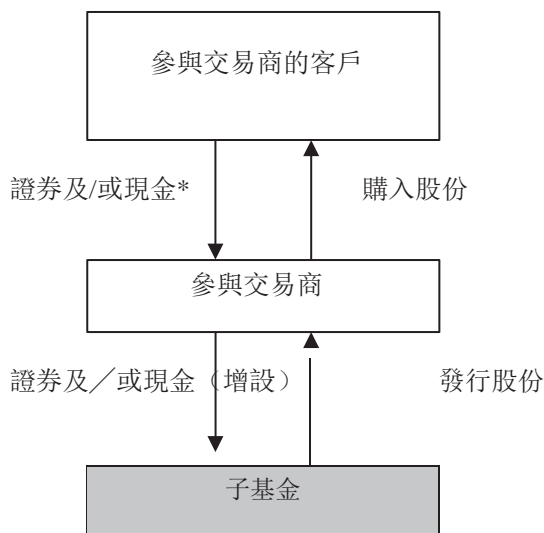 參與交易商的客戶
證券及/或現金*
購入股份
參與交易商
證券及／或現金（增設）
發行股份
子基金